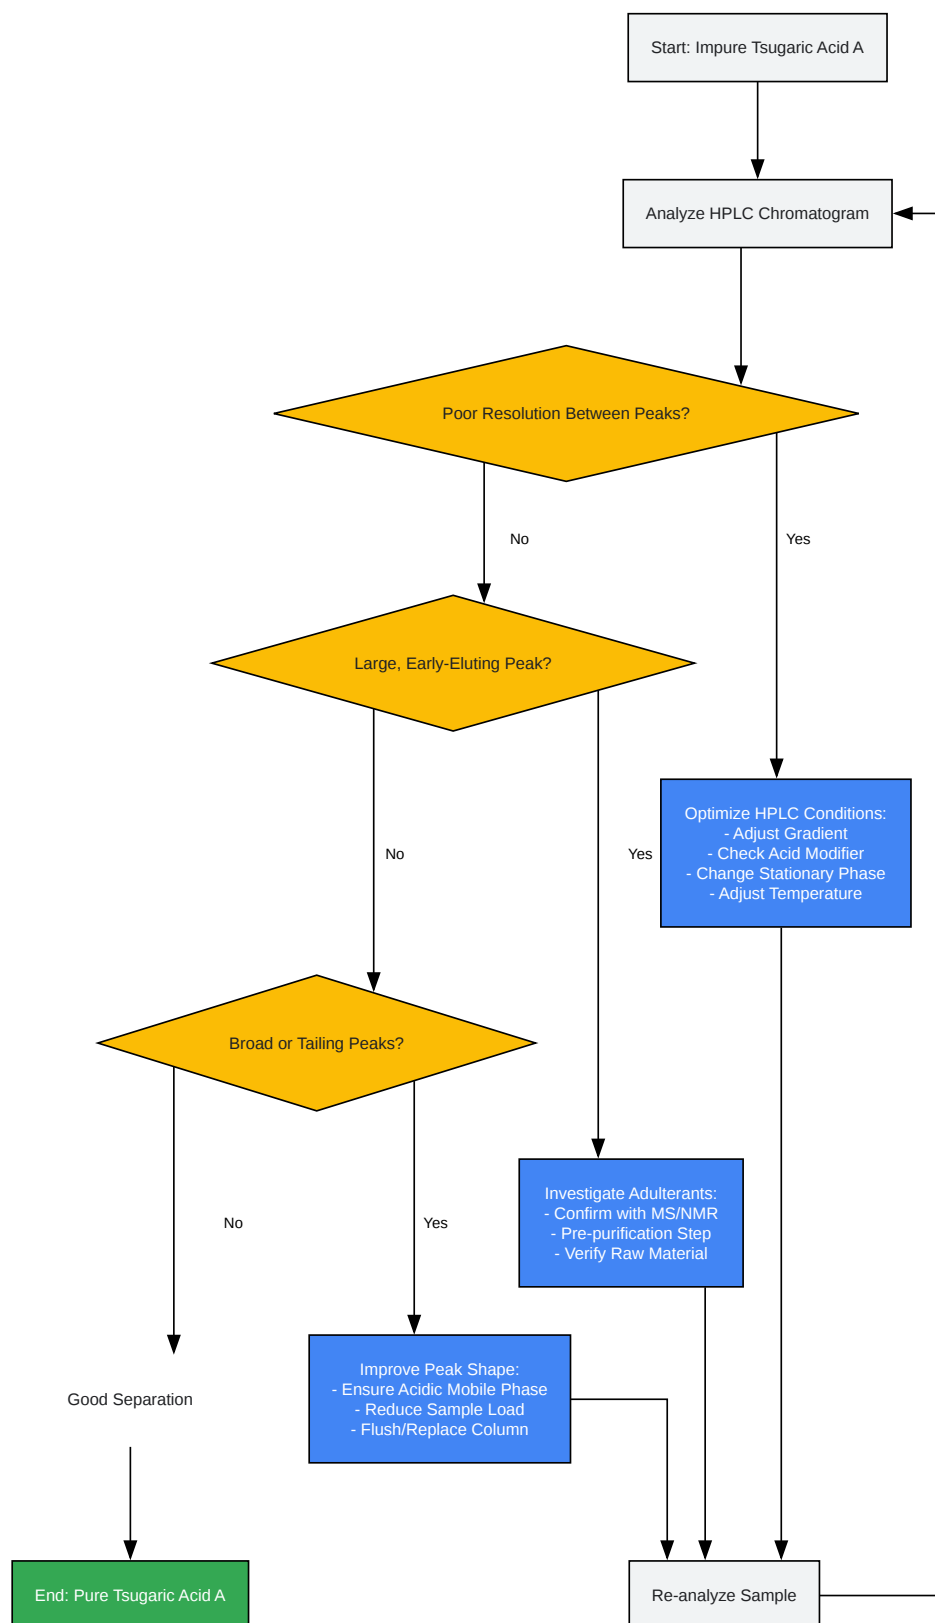 Start: Impure Tsugaric Acid A
Analyze HPLC Chromatogram
Poor Resolution Between Peaks?
No
Yes
Large, Early-Eluting Peak?
Optimize HPLC Conditions:
- Adjust Gradient
- Check Acid Modifier
- Change Stationary Phase
- Adjust Temperature
No
Yes
Broad or Tailing Peaks?
Investigate Adulterants:
- Confirm with MS/NMR
- Pre-purification Step
- Verify Raw Material
No
Yes
Improve Peak Shape:
- Ensure Acidic Mobile Phase
- Reduce Sample Load
- Flush/Replace Column
Good Separation
End: Pure Tsugaric Acid A
Re-analyze Sample